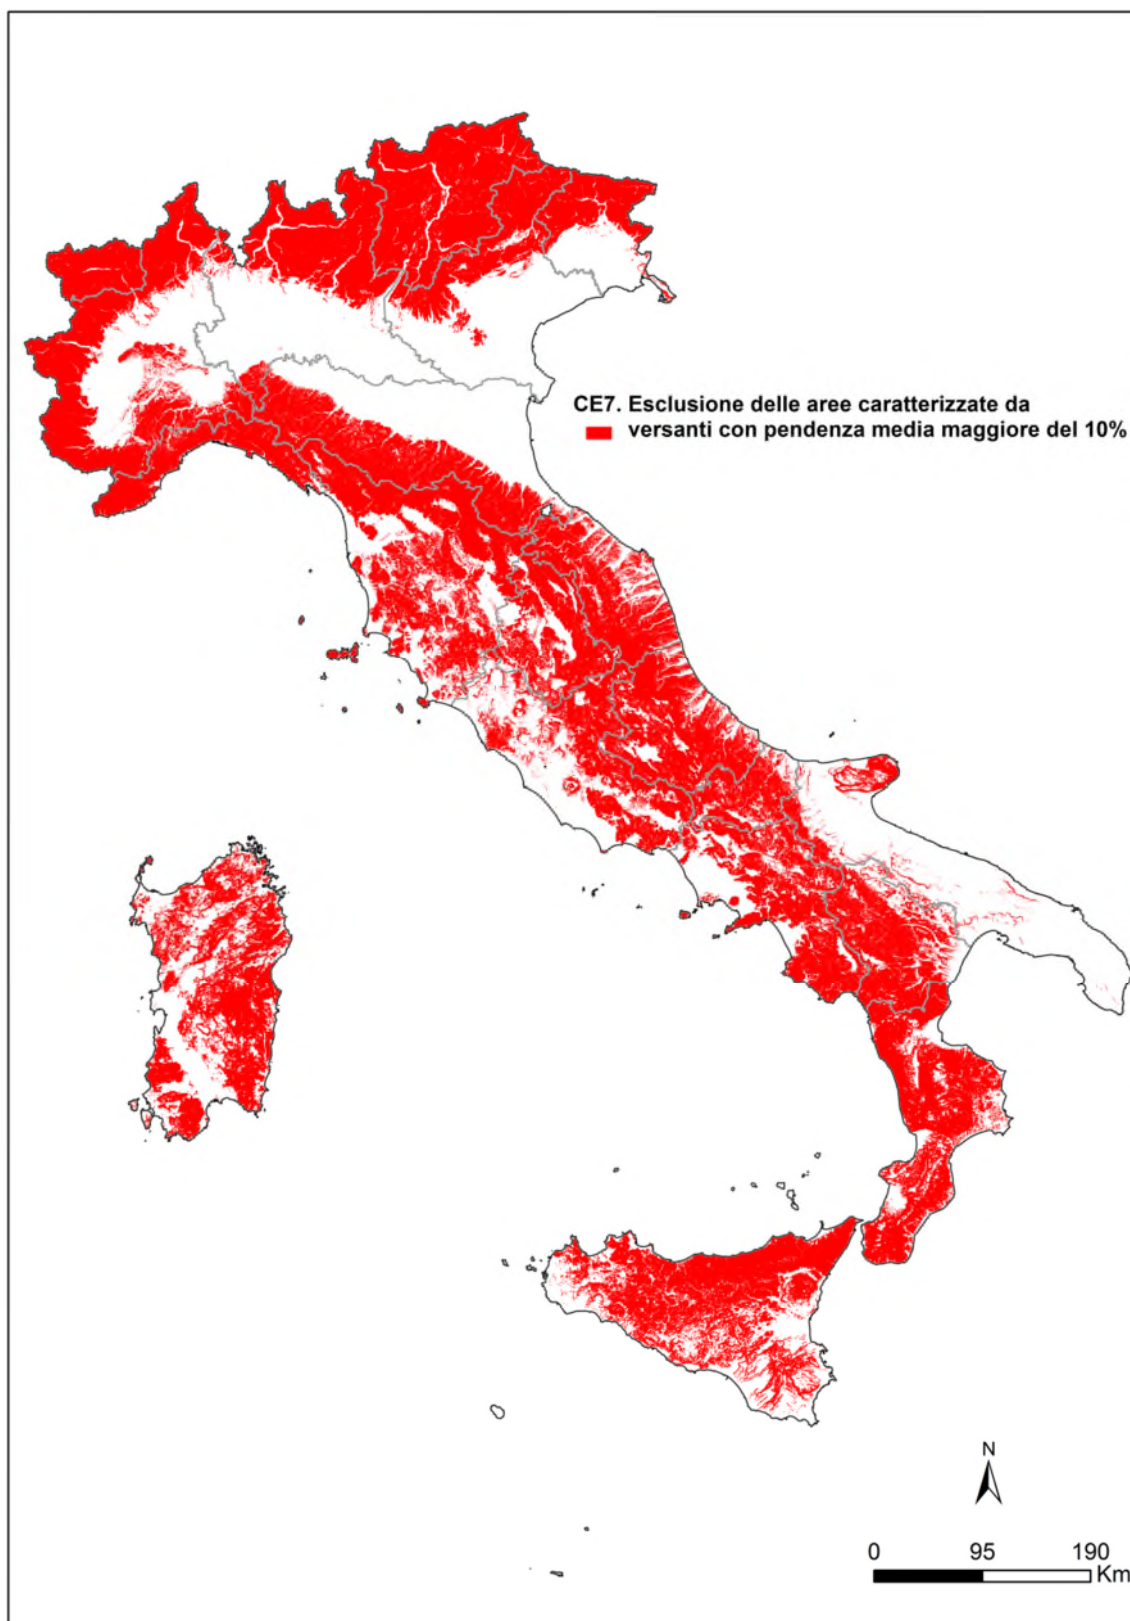 CE7. Esclusione delle aree caratterizzate da
versanti con pendenza media maggiore del 10%
N
0 95 190
Km